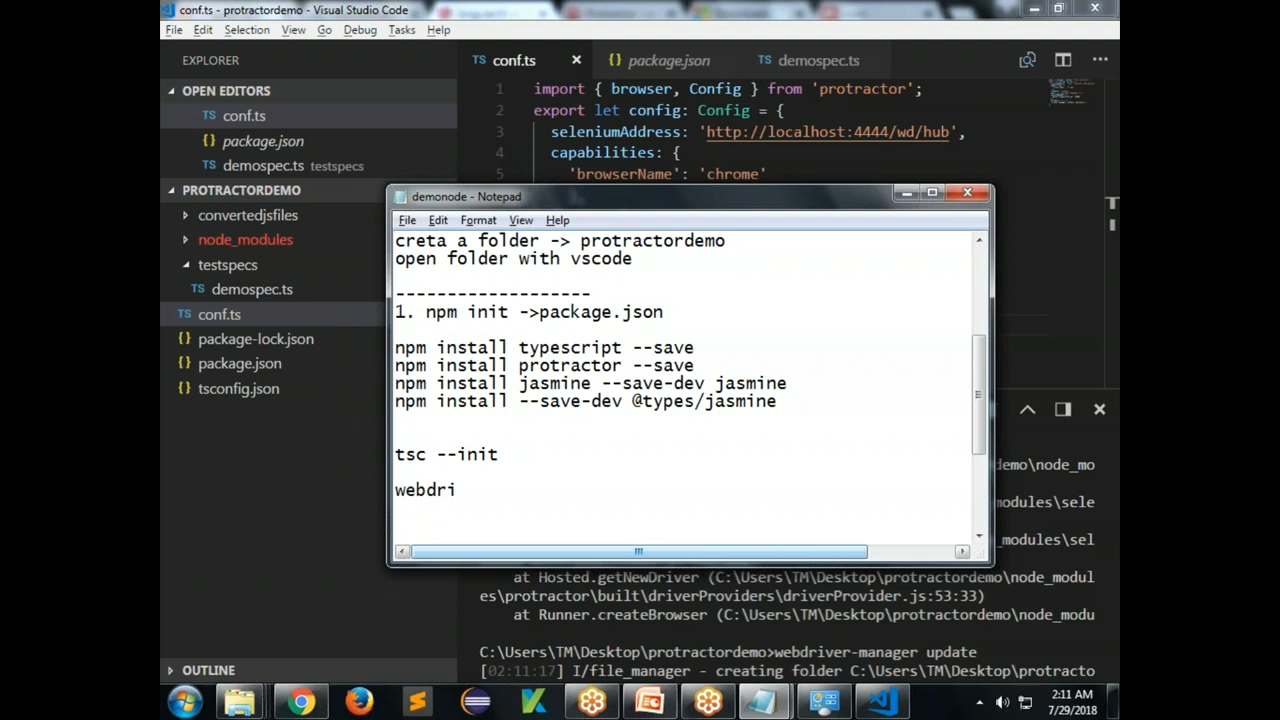 conf.ts - protractordemo - Visual Studio Code
File Edit Selection View Go Debug Tasks Help
EXPLORER
OPEN EDITORS
TS conf.ts
{} package.json
TS demospec.ts testspecs
PROTRACTORDEMO
convertedjsfiles
node_modules
testspecs
TS demospec.ts
TS conf.ts
{} package-lock.json
{} package.json
{} tsconfig.json
OUTLINE
TS conf.ts
{} package.json
TS demospec.ts
1 import { browser, Config } from 'protractor';
2 export let config: Config = {
3 seleniumAddress: 'http://localhost:4444/wd/hub',
4 capabilities: {
5 'browserName': 'chrome'
demonode - Notepad
File Edit Format View Help
creta a folder -> protractordemo
open folder with vscode
-------------------
1. npm init ->package.json
npm install typescript --save
npm install protractor --save
npm install jasmine --save-dev jasmine
npm install --save-dev @types/jasmine
tsc --init
webdri
demo\node_mo
modules\sele
_modules\sel
at Hosted.getNewDriver (C:\Users\TM\Desktop\protractordemo\node_modul
es\protractor\built\driverProviders\driverProvider.js:53:33)
at Runner.createBrowser (C:\Users\TM\Desktop\protractordemo\node_modu
C:\Users\TM\Desktop\protractordemo>webdriver-manager update
[02:11:17] I/file_manager - creating folder C:\Users\TM\Desktop\protracto
2:11 AM
7/29/2018